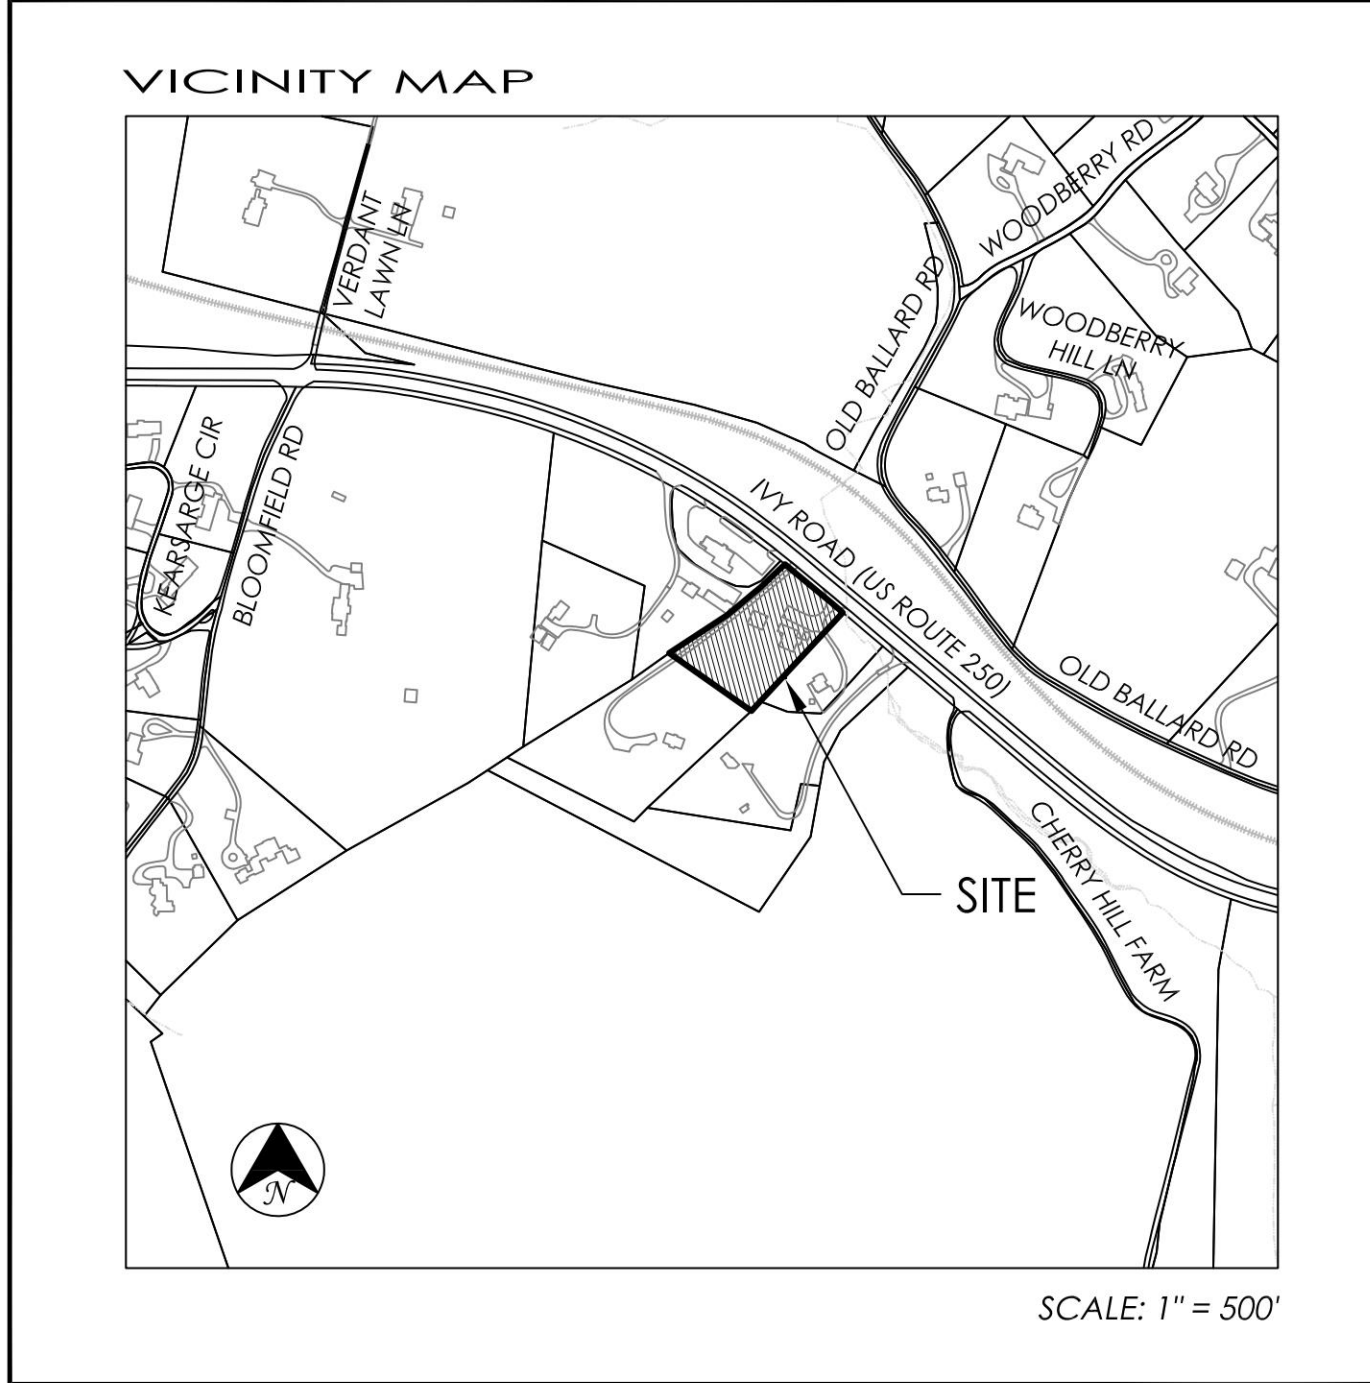 VICINITY MAP
WOODBERRY RD
VERDANT
LAWN LN
OLD BALLARD RD
WOODBERRY
HILL LN
KEARSARGE CIR
BLOOMFIELD RD
IVY ROAD (US ROUTE 250)
OLD BALLARD RD
CHERRY HILL FARM
SITE
N
SCALE: 1" = 500'